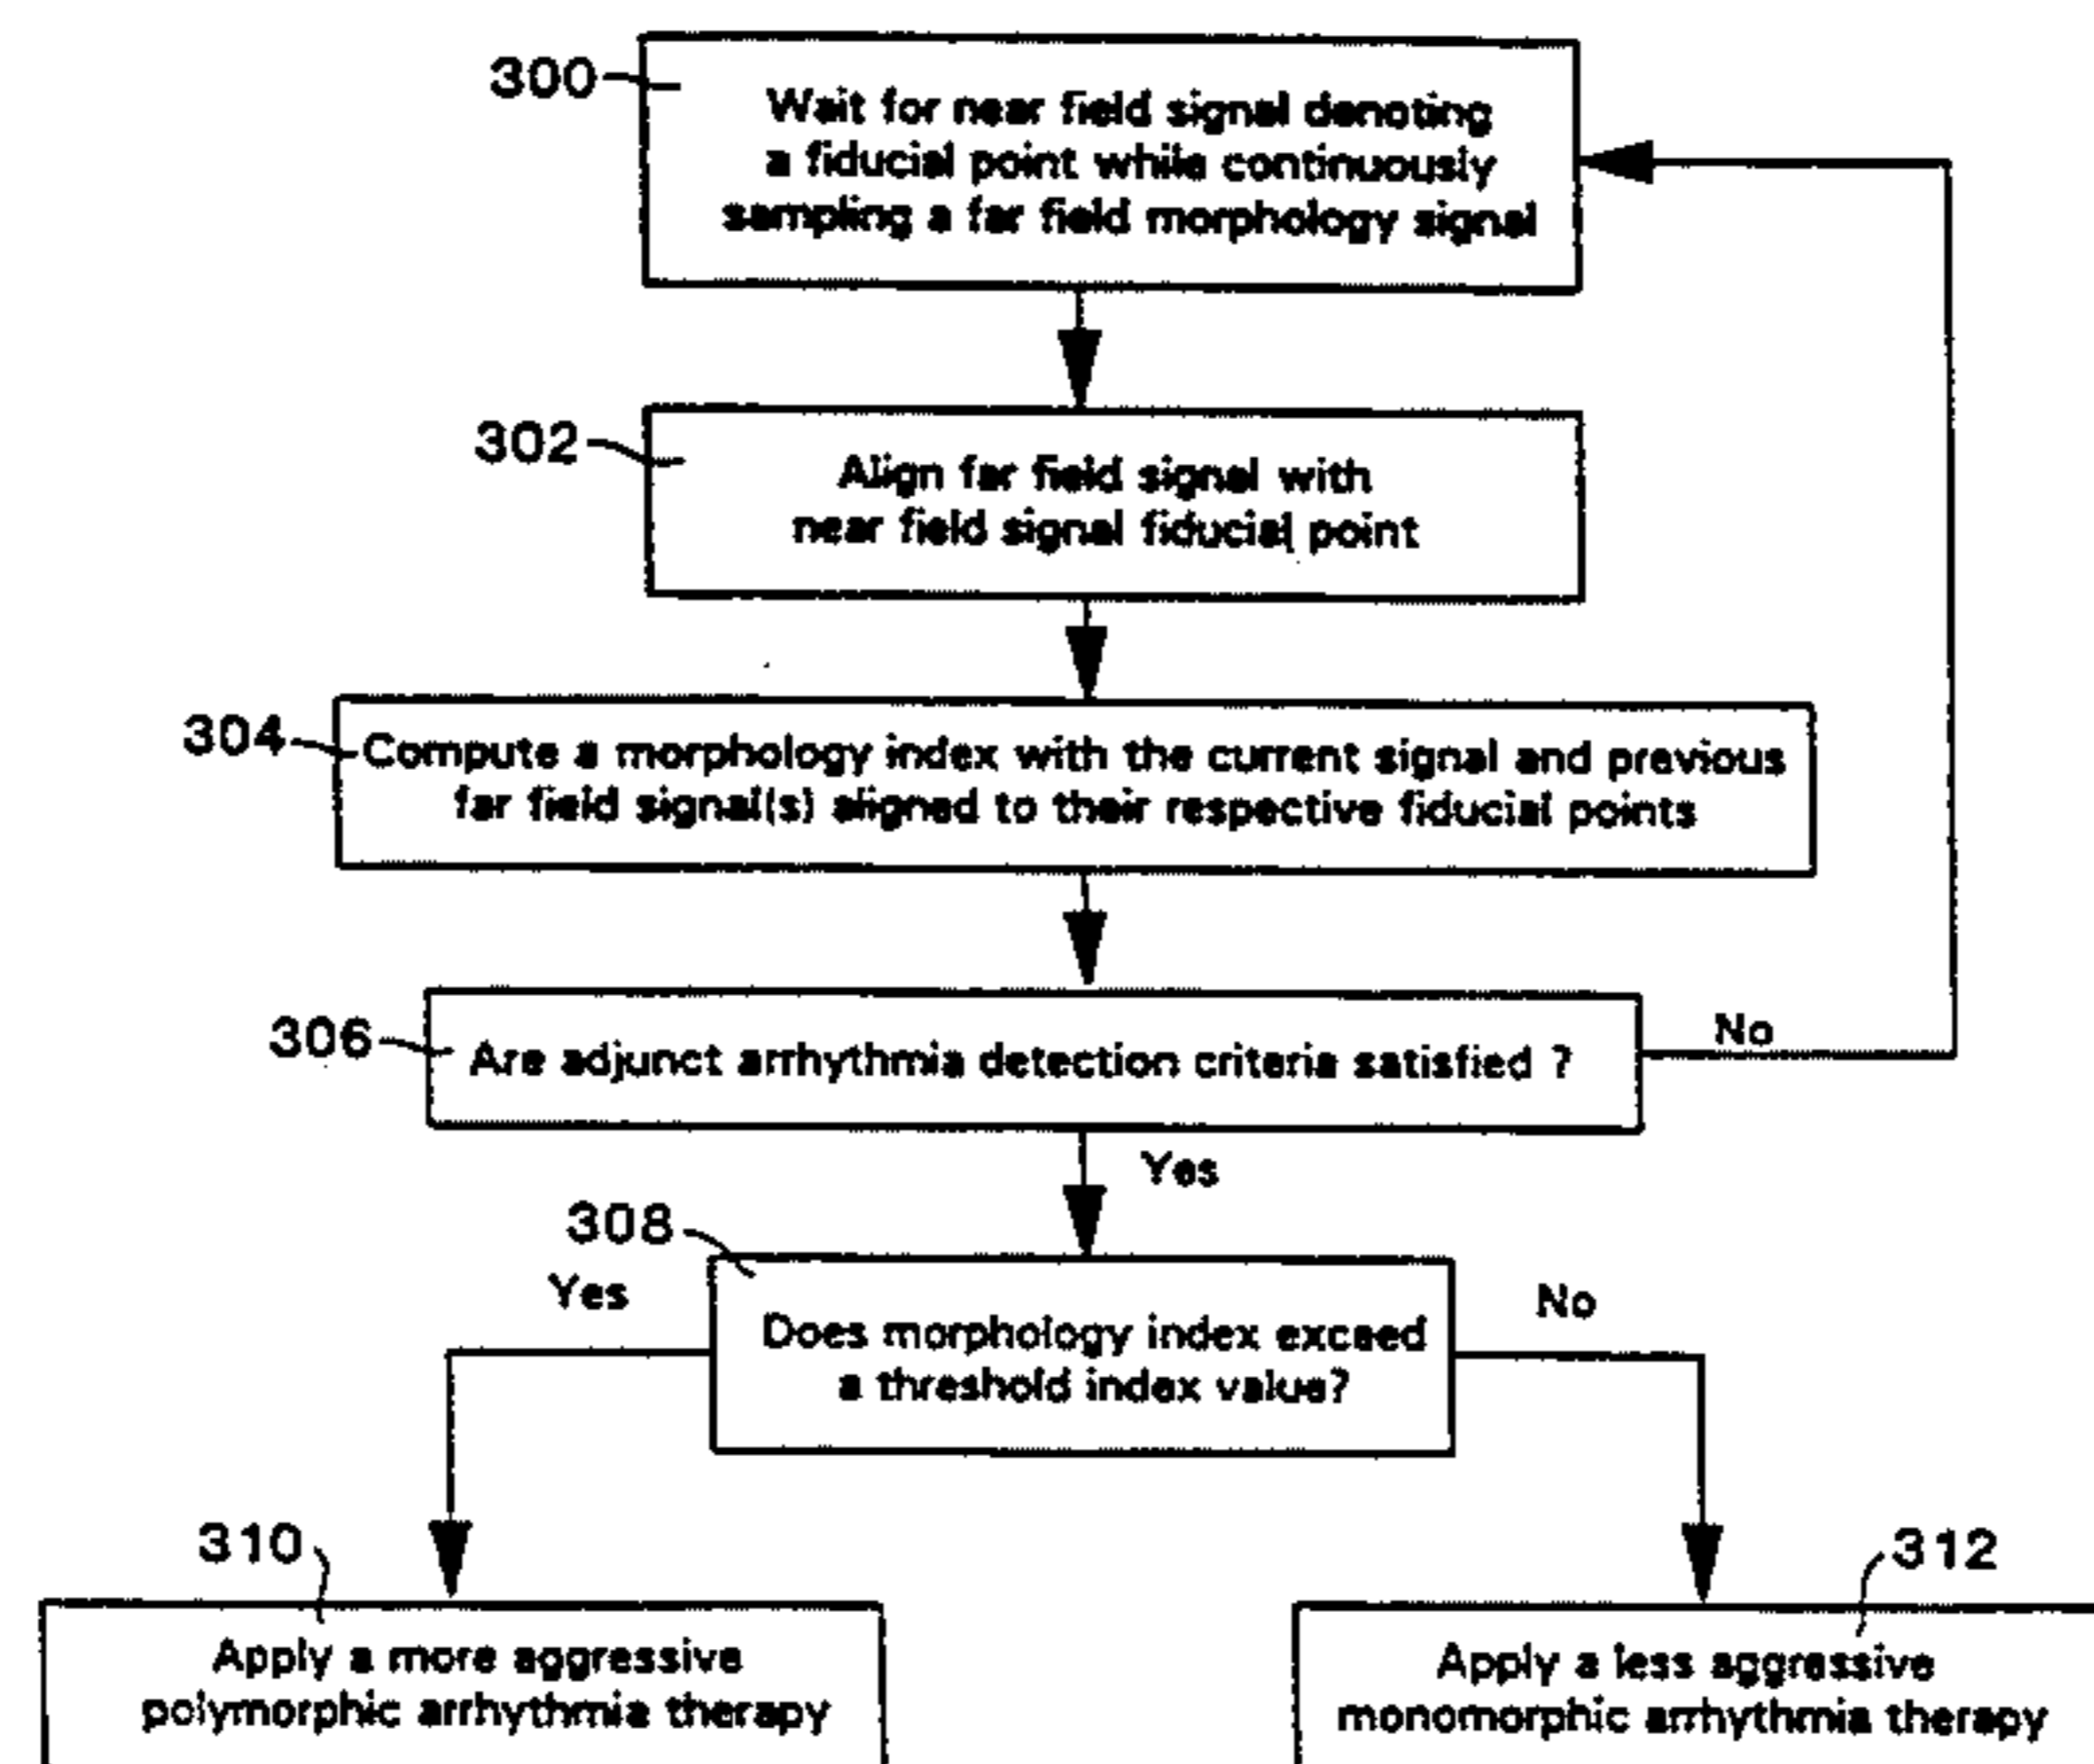 300
Wait for near field signal denoting
a fiducial point while continuously
sampling a far field morphology signal
302
Align far field signal with
near field signal fiducial point
304
Compute a morphology index with the current signal and previous
far field signal(s) aligned to their respective fiducial points
306
Are adjunct arrhythmia detection criteria satisfied ?
No
Yes
308
Yes
Does morphology index exceed
a threshold index value?
No
310
Apply a more aggressive
polymorphic arrhythmia therapy
312
Apply a less aggressive
monomorphic arrhythmia therapy